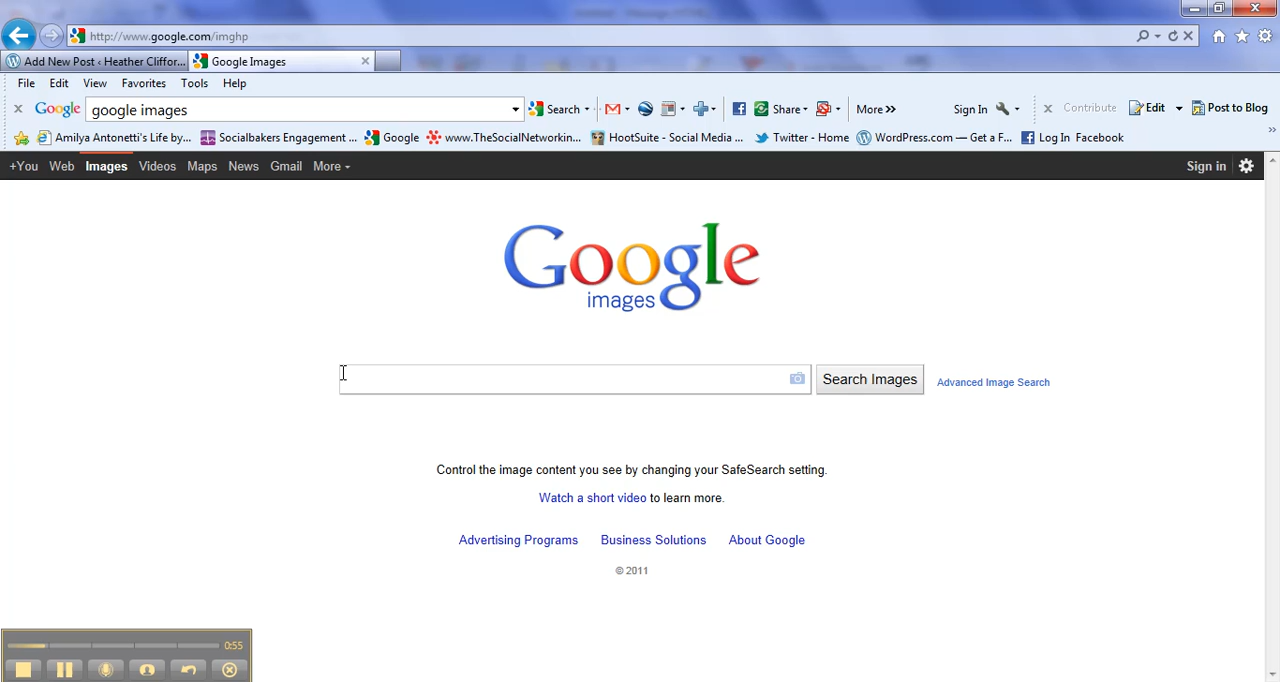 http://www.google.com/imghp
Add New Post ‹ Heather Cliffor...
Google Images
File Edit View Favorites Tools Help
Google google images Search More » Share Sign In Contribute Edit Post to Blog
Amilya Antonetti's Life by... Socialbakers Engagement ... Google www.TheSocialNetworkin... HootSuite - Social Media ... Twitter - Home WordPress.com — Get a F... Log In Facebook
+You Web Images Videos Maps News Gmail More Sign in
Google
images
Search Images Advanced Image Search
Control the image content you see by changing your SafeSearch setting.
Watch a short video to learn more.
Advertising Programs Business Solutions About Google
© 2011
0:55